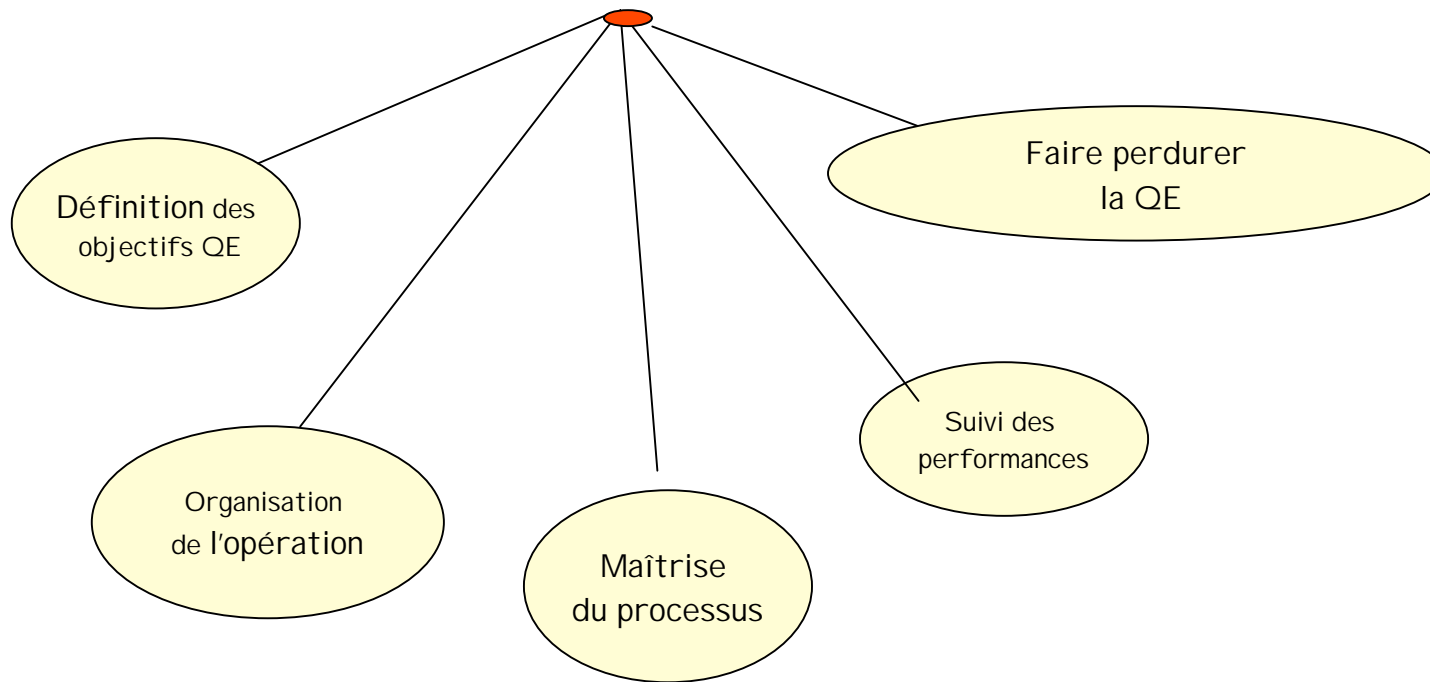 Définition des
objectifs QE
Organisation
de l'opération
Maîtrise
du processus
Suivi des
performances
Faire perdurer
la QE